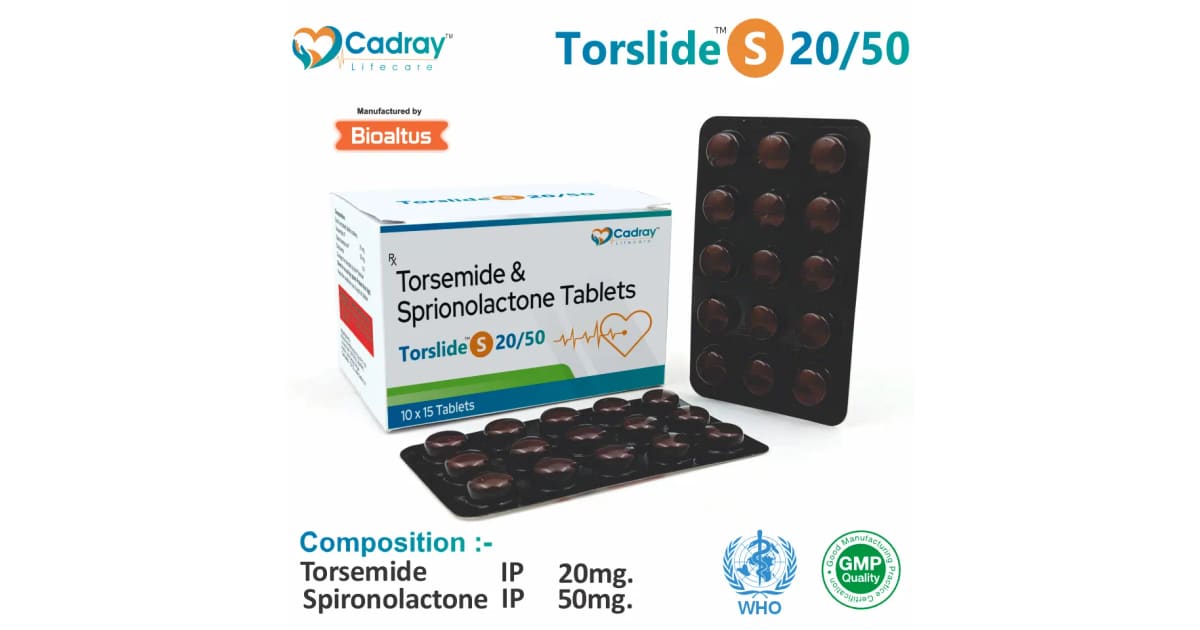 Cadray™
Lifecare
Torslide™ S 20/50
Manufactured by
Bioaltus
Torslide S 20/50
Cadray™
Lifecare
Rx
Torsemide &
Sprionolactone Tablets
Torslide™ S 20/50
10 x 15 Tablets
Composition :-
Torsemide IP 20mg.
Spironolactone IP 50mg.
WHO
Good Manufacturing
GMP
Quality
Practice Certification